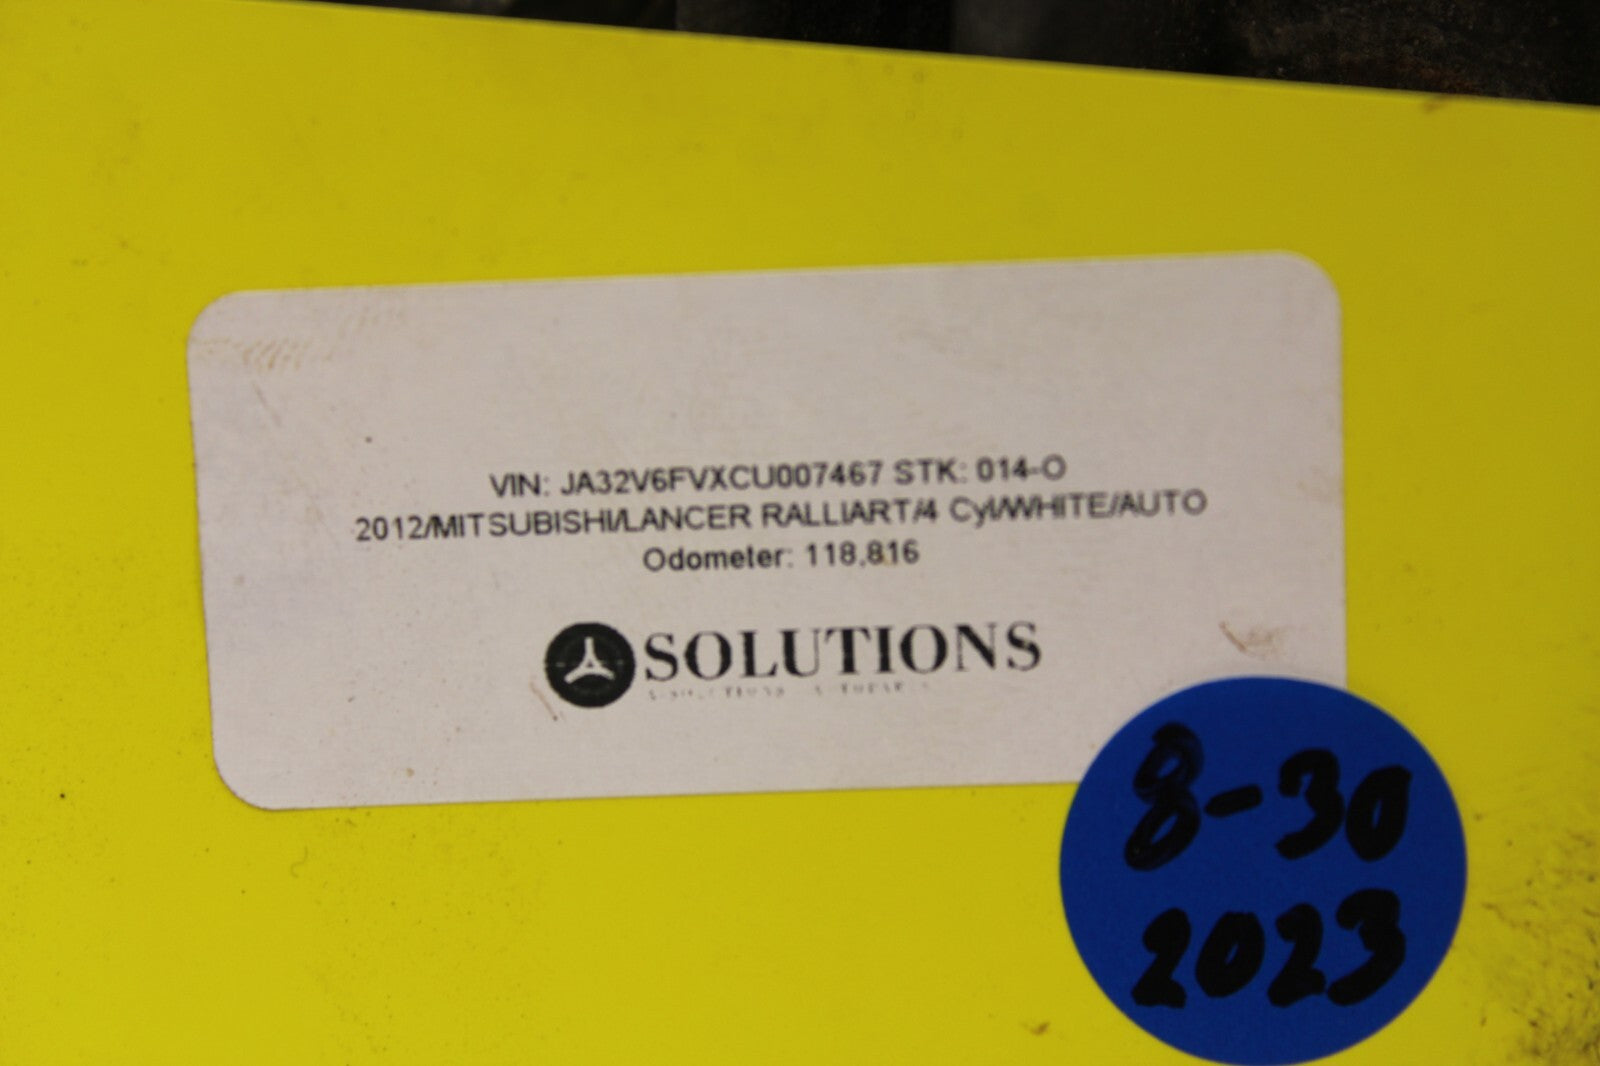 VIN: JA32V6FVXCU007467 STK: 014-O
2012/MITSUBISHI/LANCER RALLIART/4 Cyl/WHITE/AUTO
Odometer: 118,816
SOLUTIONS
8-30
2023